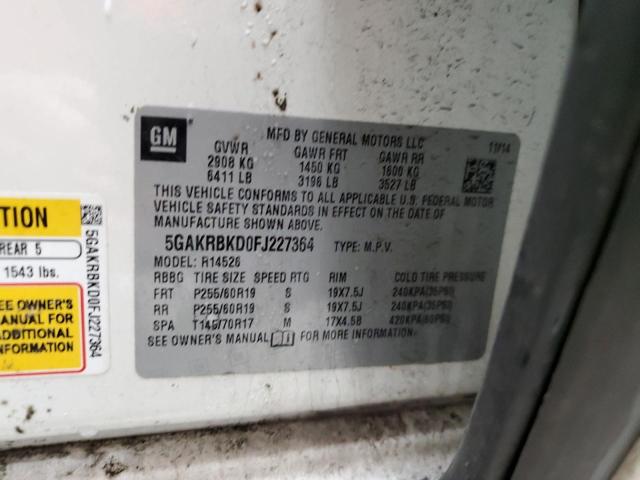 GM
MFD BY GENERAL MOTORS LLC
11/14
GVWR GAWR FRT GAWR RR
2908 KG 1450 KG 1600 KG
6411 LB 3196 LB 3527 LB
THIS VEHICLE CONFORMS TO ALL APPLICABLE U.S. FEDERAL MOTOR
VEHICLE SAFETY STANDARDS IN EFFECT ON THE DATE OF
MANUFACTURE SHOWN ABOVE.
5GAKRBKD0FJ227364 TYPE: M.P.V.
MODEL: R14526
RBBG TIRE SIZE SPEED RTG RIM COLD TIRE PRESSURE
FRT P255/60R19 S 19X7.5J 240KPA(35PSI)
RR P255/60R19 S 19X7.5J 240KPA(35PSI)
SPA T145/70R17 M 17X4.5B 420KPA(60PSI)
SEE OWNER'S MANUAL FOR MORE INFORMATION
TION
REAR 5
1543 lbs.
SEE OWNER'S
MANUAL FOR
ADDITIONAL
INFORMATION
5GAKRBKD0FJ227364